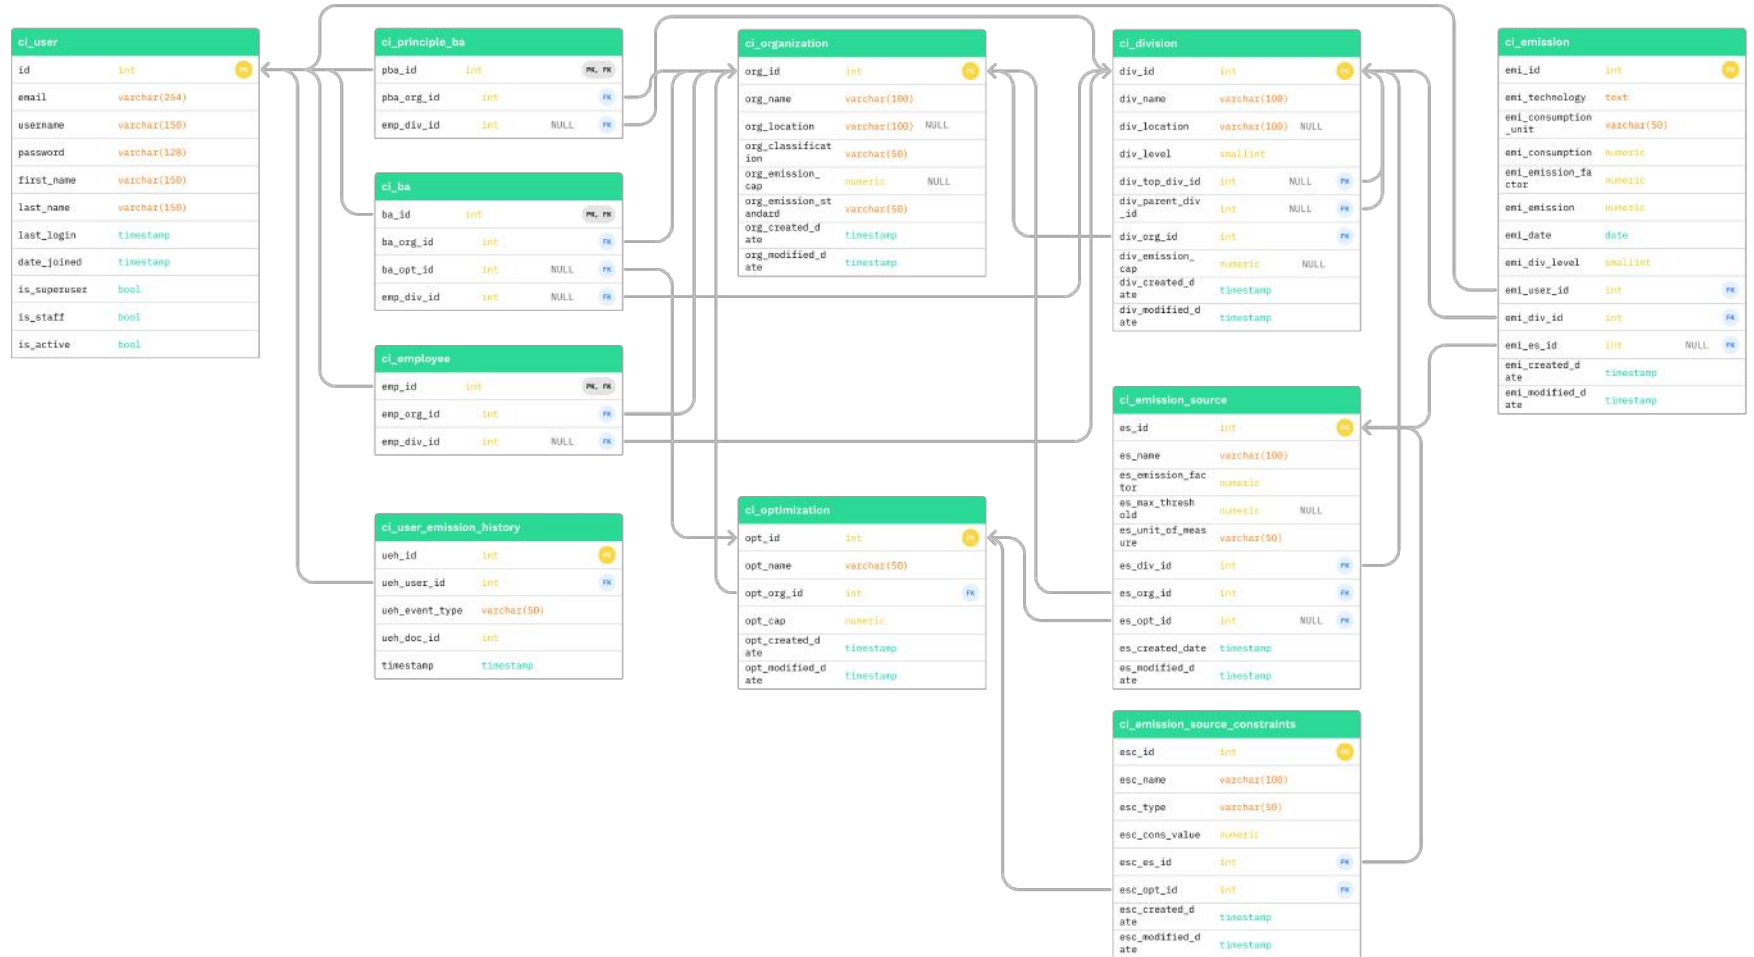 ci_user
id int PK
email varchar(254)
username varchar(150)
password varchar(128)
first_name varchar(150)
last_name varchar(150)
last_login timestamp
date_joined timestamp
is_superuser bool
is_staff bool
is_active bool
ci_principle_ba
pba_id int PK, FK
pba_org_id int FK
emp_div_id int NULL FK
ci_ba
ba_id int PK, FK
ba_org_id int FK
ba_opt_id int NULL FK
emp_div_id int NULL FK
ci_employee
emp_id int PK, FK
emp_org_id int FK
emp_div_id int NULL FK
ci_user_emission_history
ueh_id int PK
ueh_user_id int FK
ueh_event_type varchar(50)
ueh_doc_id int
timestamp timestamp
ci_organization
org_id int PK
org_name varchar(100)
org_location varchar(100) NULL
org_classificat
ion varchar(50)
org_emission_
cap numeric NULL
org_emission_st
andard varchar(50)
org_created_d
ate timestamp
org_modified_d
ate timestamp
ci_optimization
opt_id int PK
opt_name varchar(50)
opt_org_id int FK
opt_cap numeric
opt_created_d
ate timestamp
opt_modified_d
ate timestamp
ci_division
div_id int PK
div_name varchar(100)
div_location varchar(100) NULL
div_level smallint
div_top_div_id int NULL FK
div_parent_div
_id int NULL FK
div_org_id int FK
div_emission_
cap numeric NULL
div_created_d
ate timestamp
div_modified_d
ate timestamp
ci_emission_source
es_id int PK
es_name varchar(100)
es_emission_fac
tor numeric
es_max_thresh
old numeric NULL
es_unit_of_meas
ure varchar(50)
es_div_id int FK
es_org_id int FK
es_opt_id int NULL FK
es_created_date timestamp
es_modified_d
ate timestamp
ci_emission_source_constraints
esc_id int PK
esc_name varchar(100)
esc_type varchar(50)
esc_cons_value numeric
esc_es_id int FK
esc_opt_id int FK
esc_created_d
ate timestamp
esc_modified_d
ate timestamp
ci_emission
emi_id int PK
emi_technology text
emi_consumption
_unit varchar(50)
emi_consumption numeric
emi_emission_fa
ctor numeric
emi_emission numeric
emi_date date
emi_div_level smallint
emi_user_id int FK
emi_div_id int FK
emi_es_id int NULL FK
emi_created_d
ate timestamp
emi_modified_d
ate timestamp